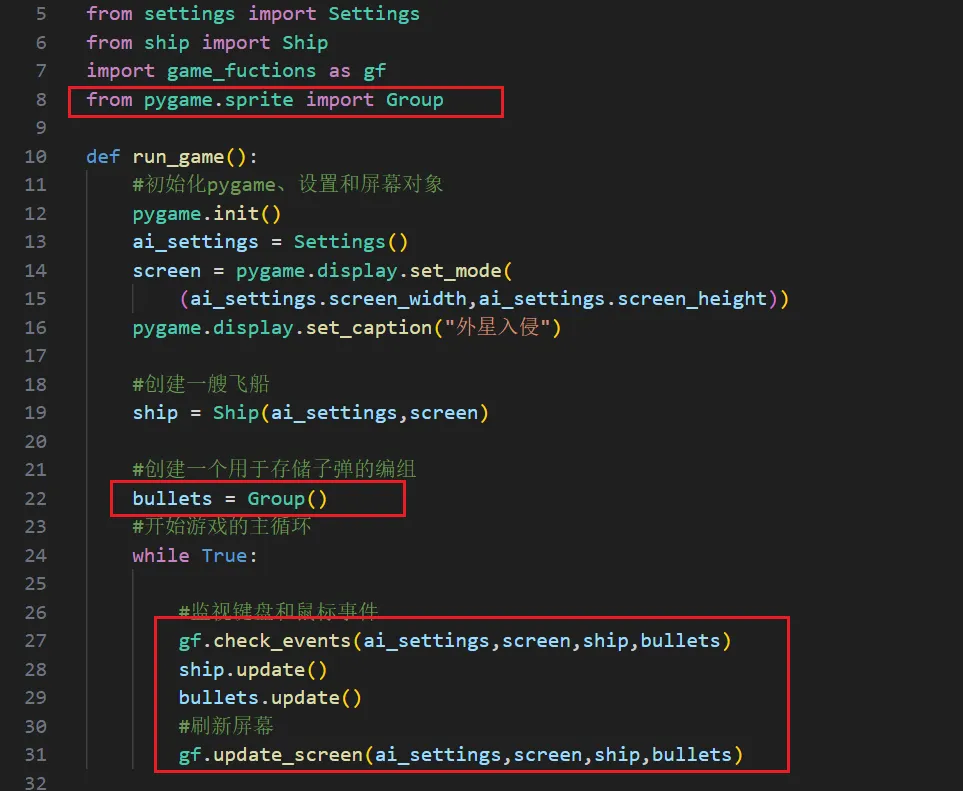 5 from settings import Settings
6 from ship import Ship
7 import game_fuctions as gf
8 from pygame.sprite import Group
9
10 def run_game():
11 #初始化pygame、设置和屏幕对象
12 pygame.init()
13 ai_settings = Settings()
14 screen = pygame.display.set_mode(
15 (ai_settings.screen_width,ai_settings.screen_height))
16 pygame.display.set_caption("外星入侵")
17
18 #创建一艘飞船
19 ship = Ship(ai_settings,screen)
20
21 #创建一个用于存储子弹的编组
22 bullets = Group()
23 #开始游戏的主循环
24 while True:
25
26 #监视键盘和鼠标事件
27 gf.check_events(ai_settings,screen,ship,bullets)
28 ship.update()
29 bullets.update()
30 #刷新屏幕
31 gf.update_screen(ai_settings,screen,ship,bullets)
32